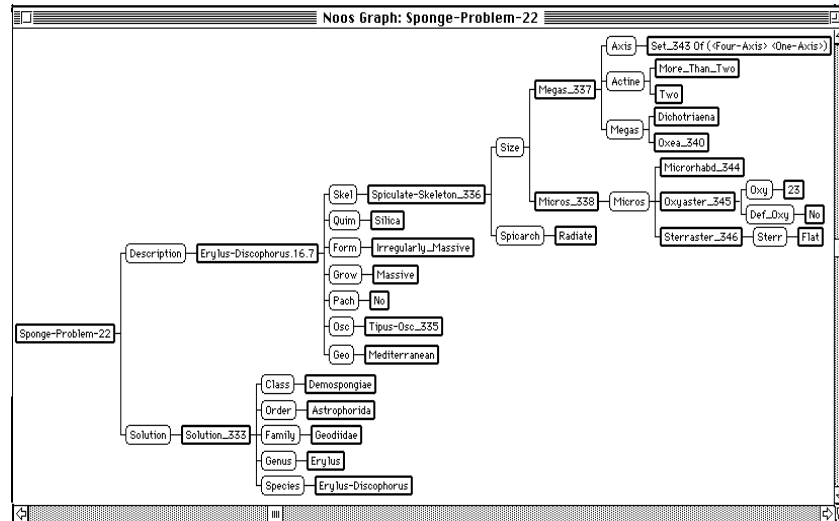 Noos Graph: Sponge-Problem-22
Axis Set_343 Of (<Four-Axis> <One-Axis>)
More_Than_Two
Actine
Megas_337
Two
Dichotriaena
Megas
Size
Oxea_340
Microrhabd_344
Skel Spiculate-Skeleton_336
Oxy 23
Micros_338 Micros Oxyaster_345
Def_Oxy No
Quim Silica
Spicarch Radiate
Sterraster_346 Sterr Flat
Form Irregularly_Massive
Description Erylus-Discophorus.16.7
Grow Massive
Pach No
Osc Tipus-Osc_335
Sponge-Problem-22
Geo Mediterranean
Class Demospongiae
Order Astrophorida
Solution Solution_333 Family Geodiidae
Genus Erylus
Species Erylus-Discophorus